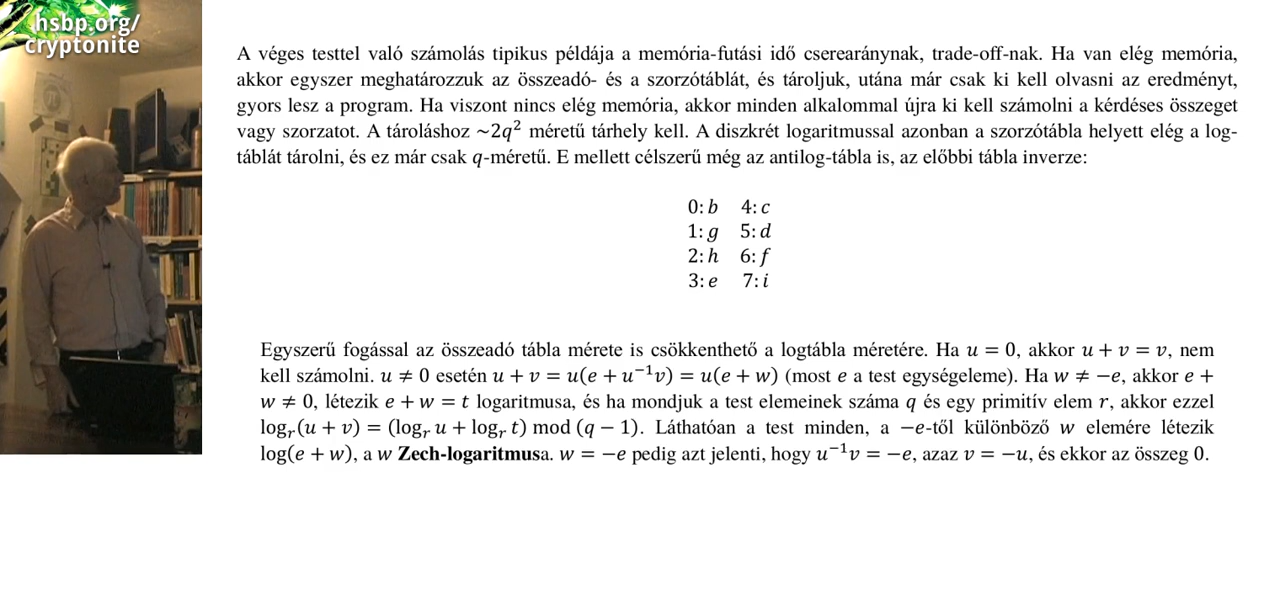 hsbp.org/
cryptonite
A véges testtel való számolás tipikus példája a memória-futási idő cserearánynak, trade-off-nak. Ha van elég memória,
akkor egyszer meghatározzuk az összeadó- és a szorzótáblát, és tároljuk, utána már csak ki kell olvasni az eredményt,
gyors lesz a program. Ha viszont nincs elég memória, akkor minden alkalommal újra ki kell számolni a kérdéses összeget
vagy szorzatot. A tároláshoz ~2q² méretű tárhely kell. A diszkrét logaritmussal azonban a szorzótábla helyett elég a log-
táblát tárolni, és ez már csak q-méretű. E mellett célszerű még az antilog-tábla is, az előbbi tábla inverze:
0: b 4: c
1: g 5: d
2: h 6: f
3: e 7: i
Egyszerű fogással az összeadó tábla mérete is csökkenthető a logtábla méretére. Ha u = 0, akkor u + v = v, nem
kell számolni. u ≠ 0 esetén u + v = u(e + u⁻¹v) = u(e + w) (most e a test egységeleme). Ha w ≠ −e, akkor e +
w ≠ 0, létezik e + w = t logaritmusa, és ha mondjuk a test elemeinek száma q és egy primitív elem r, akkor ezzel
logᵣ(u + v) = (logᵣ u + logᵣ t) mod (q − 1). Láthatóan a test minden, a −e-től különböző w elemére létezik
log(e + w), a w Zech-logaritmusa. w = −e pedig azt jelenti, hogy u⁻¹v = −e, azaz v = −u, és ekkor az összeg 0.